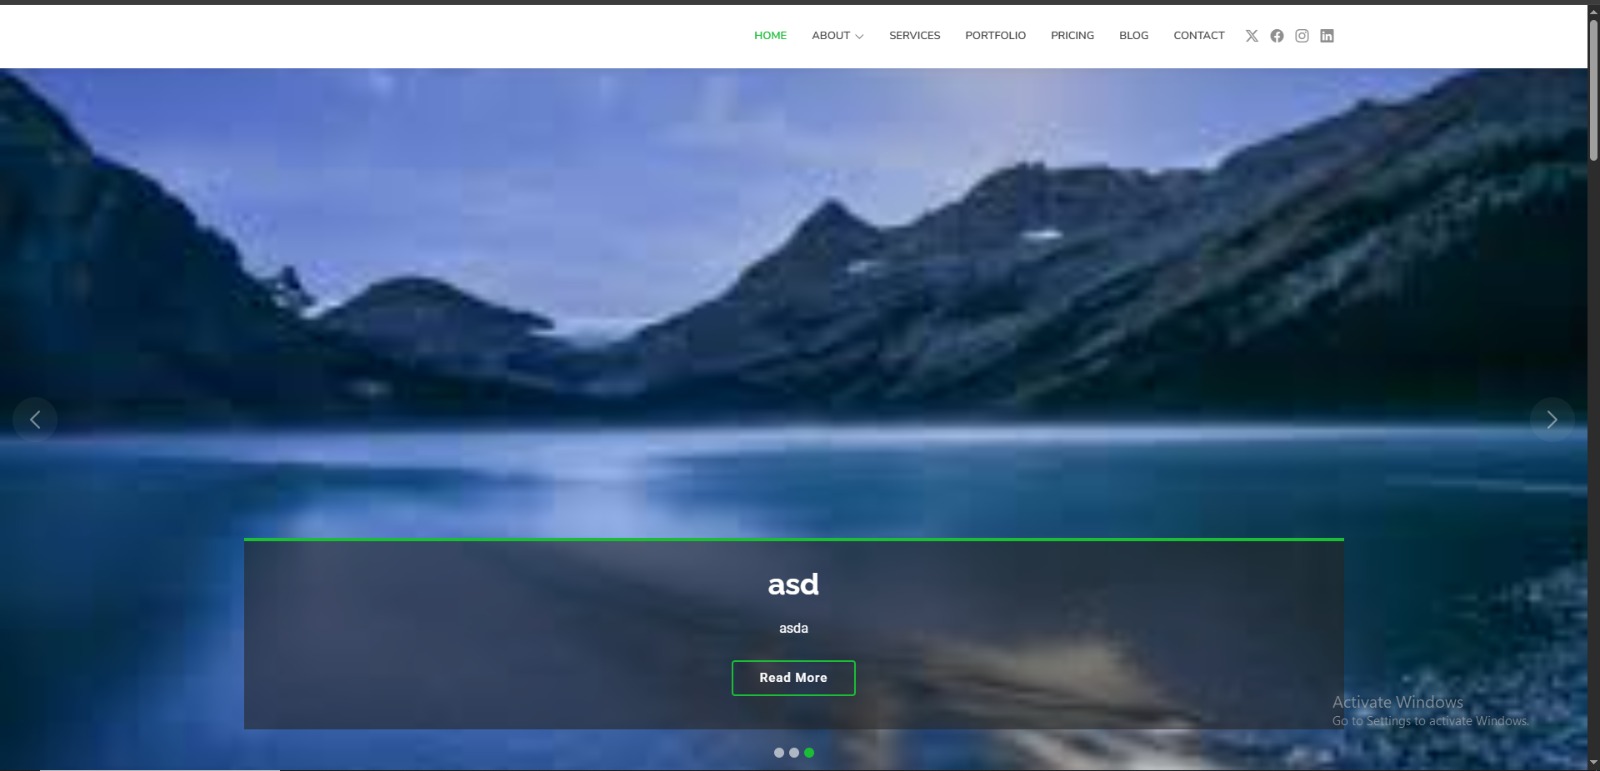 HOME ABOUT SERVICES PORTFOLIO PRICING BLOG CONTACT
asd
asda
Read More
Activate Windows
Go to Settings to activate Windows.